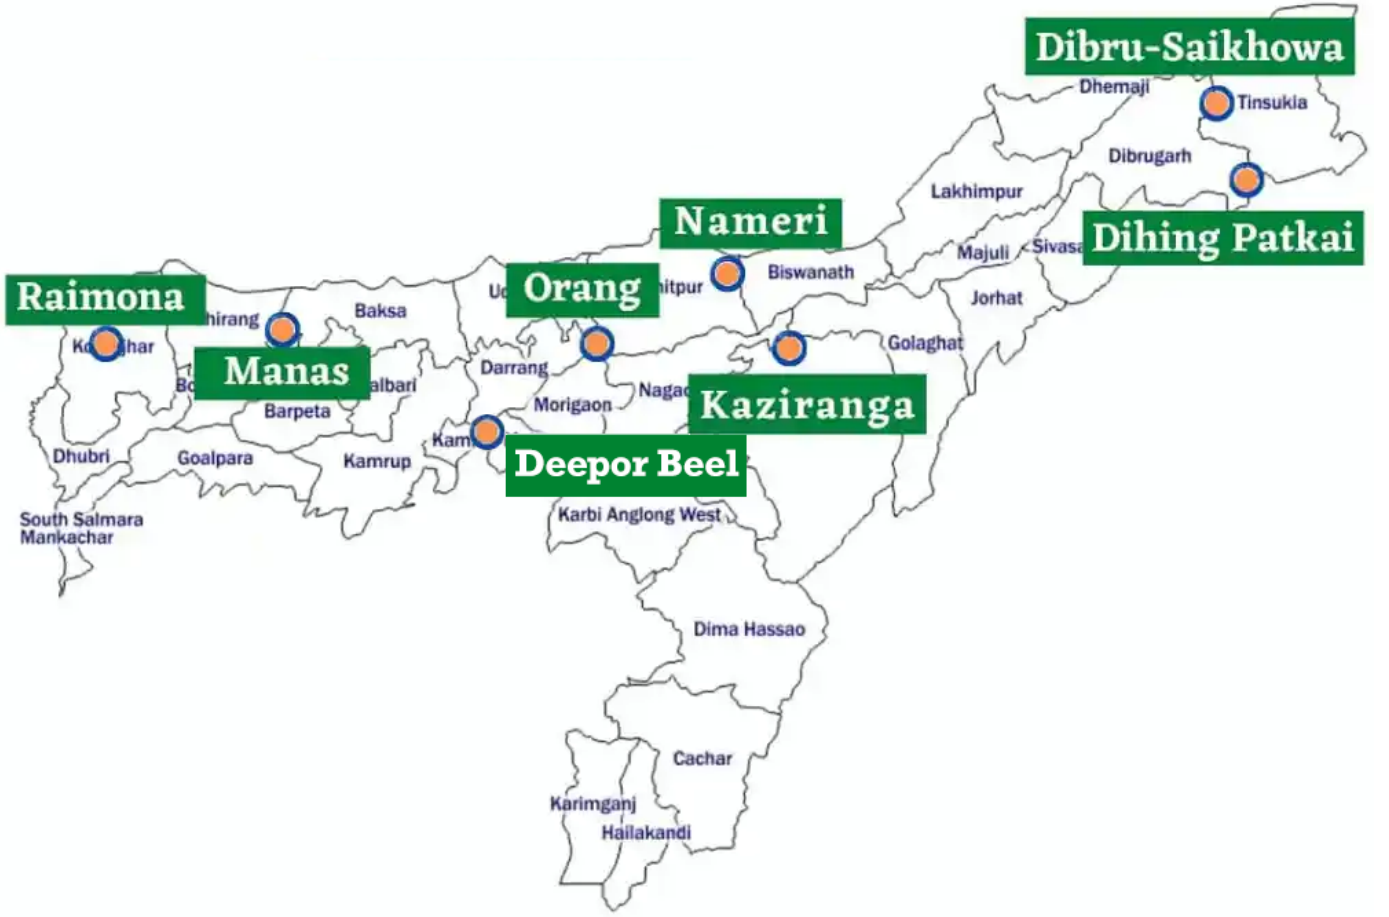 Dibru-Saikhowa
Dhemaji
Tinsukia
Dibrugarh
Lakhimpur
Nameri
Dihing Patkai
Majuli
Biswanath
Orang
Jorhat
Raimona
Baksa
Golaghat
Manas
Darrang
Kaziranga
Morigaon
Barpeta
Deepor Beel
Dhubri
Goalpara
Kamrup
South Salmara
Mankachar
Karbi Anglong West
Dima Hassao
Cachar
Karimganj
Hailakandi